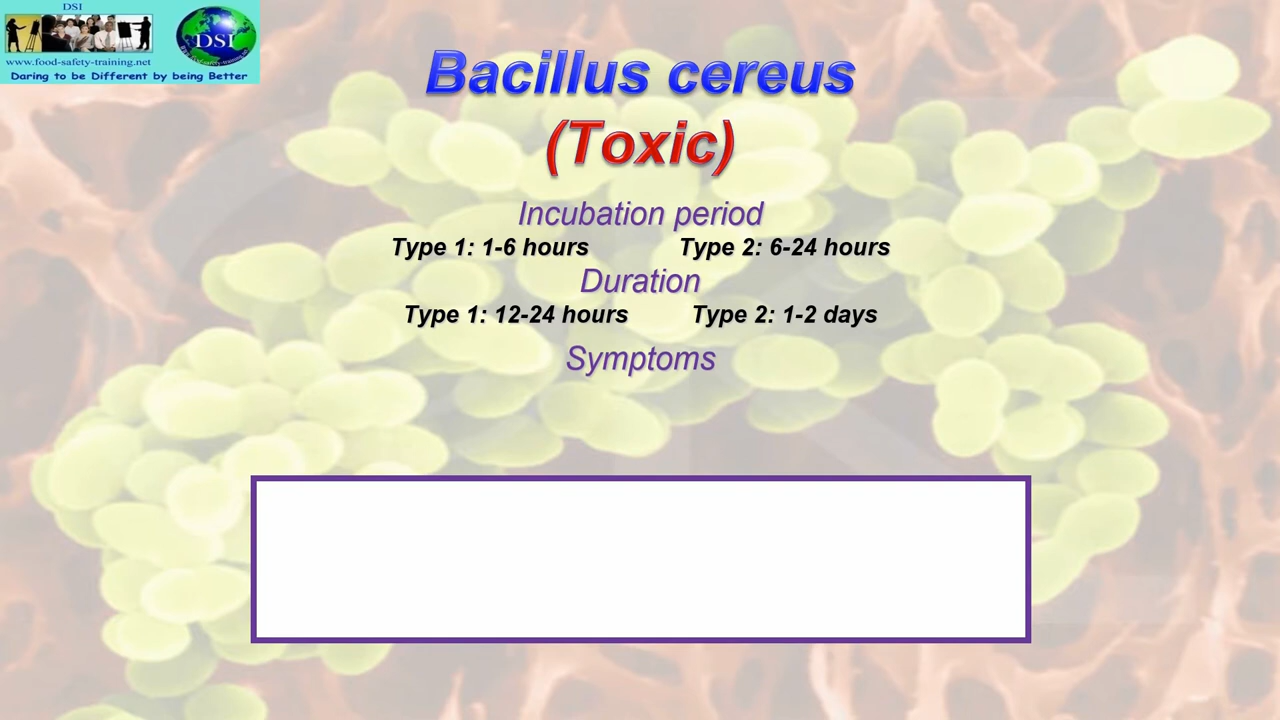 DSI
DSI
www.food-safety-training.net
Daring to be Different by being Better
Bacillus cereus
(Toxic)
Incubation period
Type 1: 1-6 hours Type 2: 6-24 hours
Duration
Type 1: 12-24 hours Type 2: 1-2 days
Symptoms